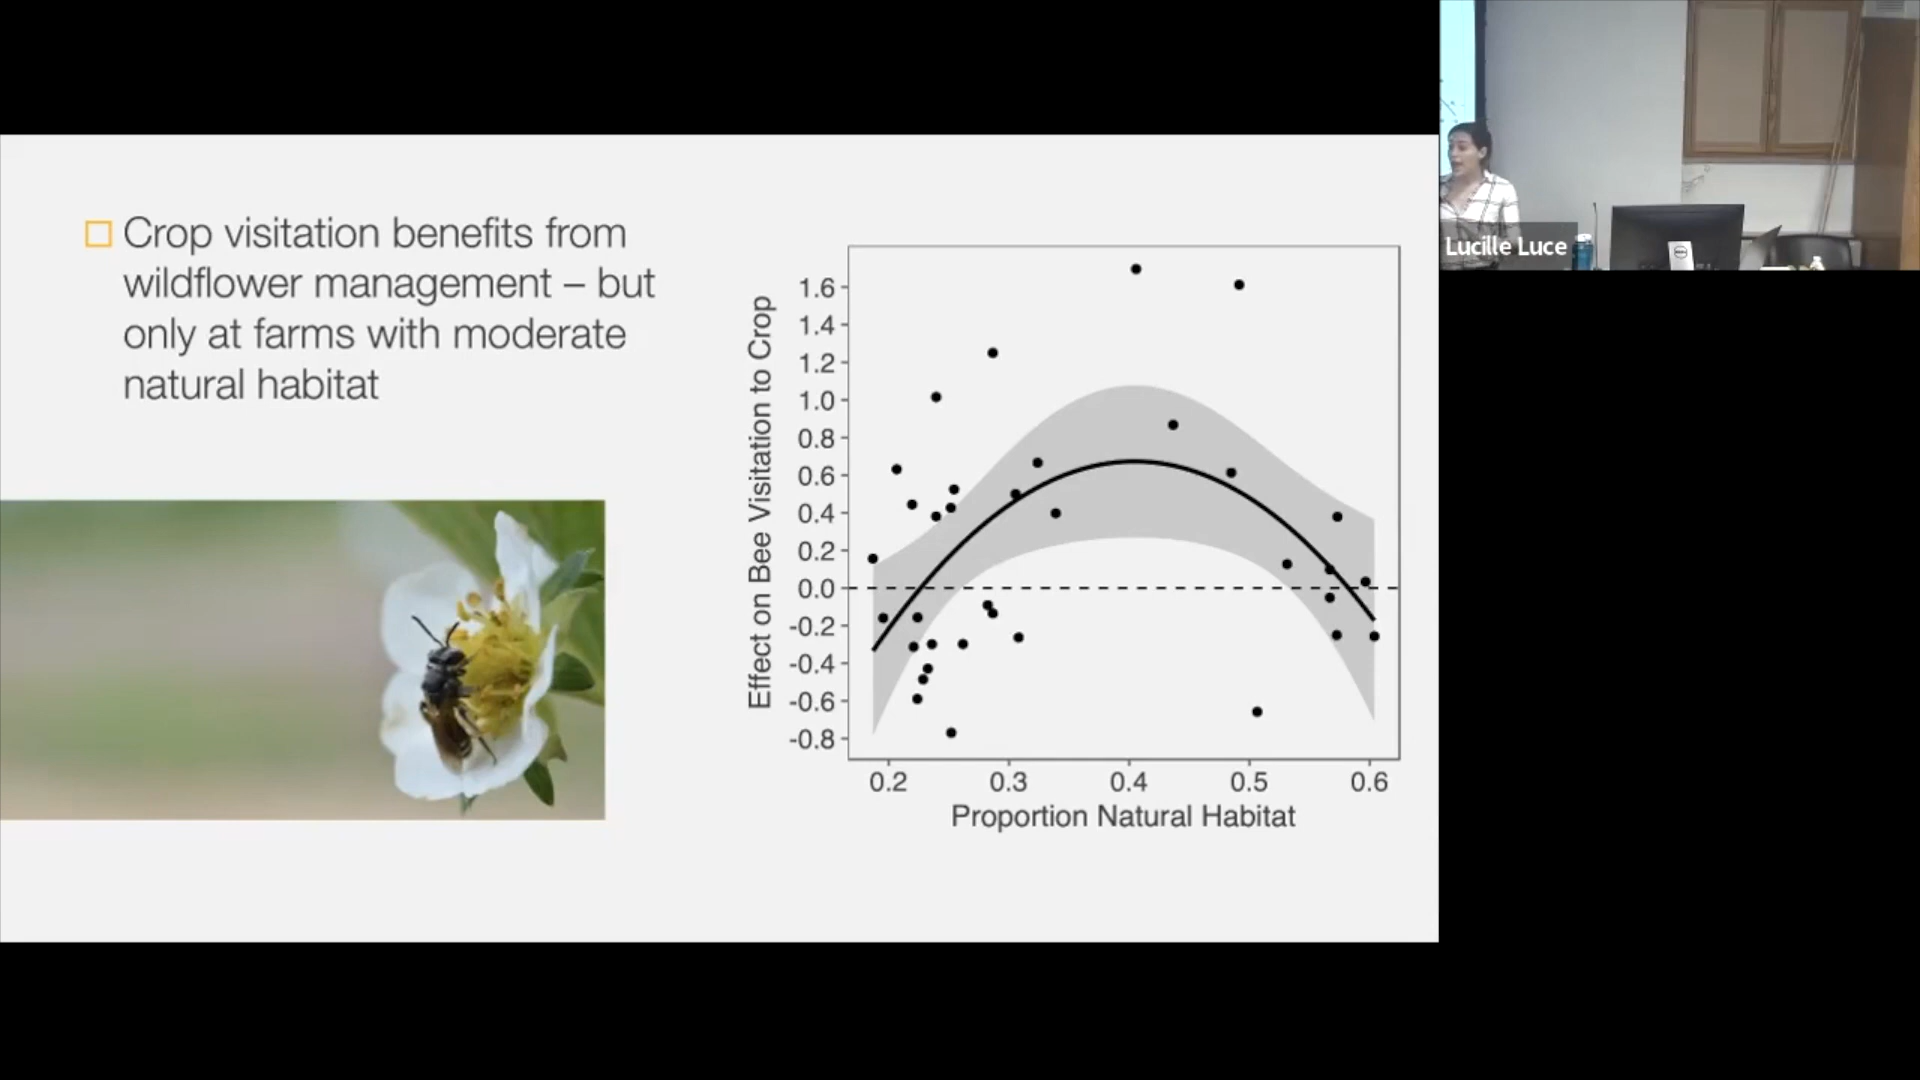 Crop visitation benefits from
wildflower management – but
only at farms with moderate
natural habitat
Effect on Bee Visitation to Crop
1.6
1.4
1.2
1.0
0.8
0.6
0.4
0.2
0.0
-0.2
-0.4
-0.6
-0.8
0.2 0.3 0.4 0.5 0.6
Proportion Natural Habitat
Lucille Luce